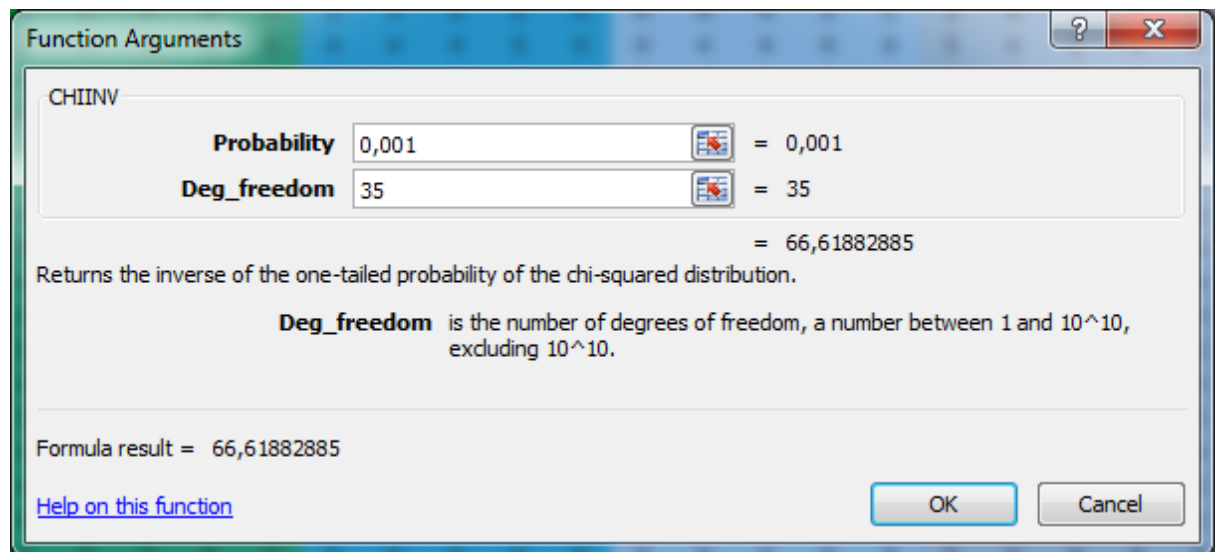 Function Arguments
CHIINV
Probability 0,001 = 0,001
Deg_freedom 35 = 35
= 66,61882885
Returns the inverse of the one-tailed probability of the chi-squared distribution.
Deg_freedom is the number of degrees of freedom, a number between 1 and 10^10,
excluding 10^10.
Formula result = 66,61882885
Help on this function
OK Cancel